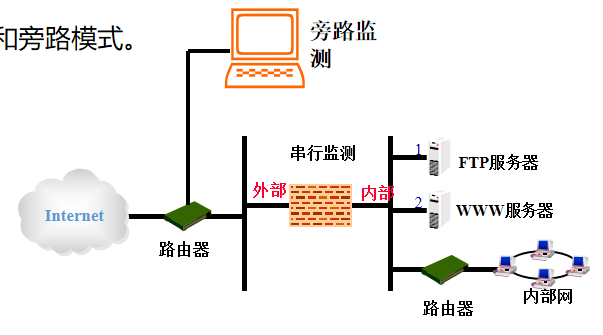 和旁路模式。
旁路监
测
串行监测
外部
内部
1
FTP服务器
2
WWW服务器
Internet
路由器
内部网
路由器